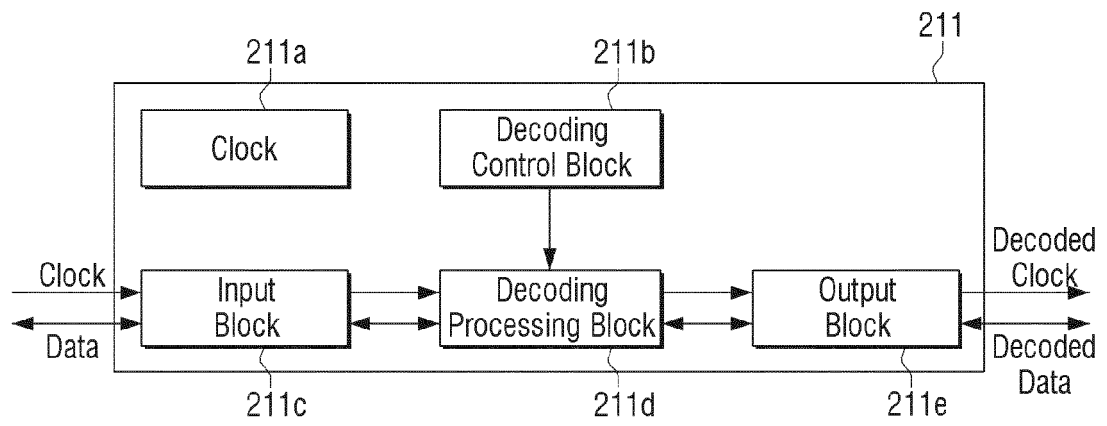 211
211a
211b
Clock
Decoding
Control Block
Clock
Data
Input
Block
Decoding
Processing Block
Output
Block
Decoded
Clock
Decoded
Data
211c
211d
211e